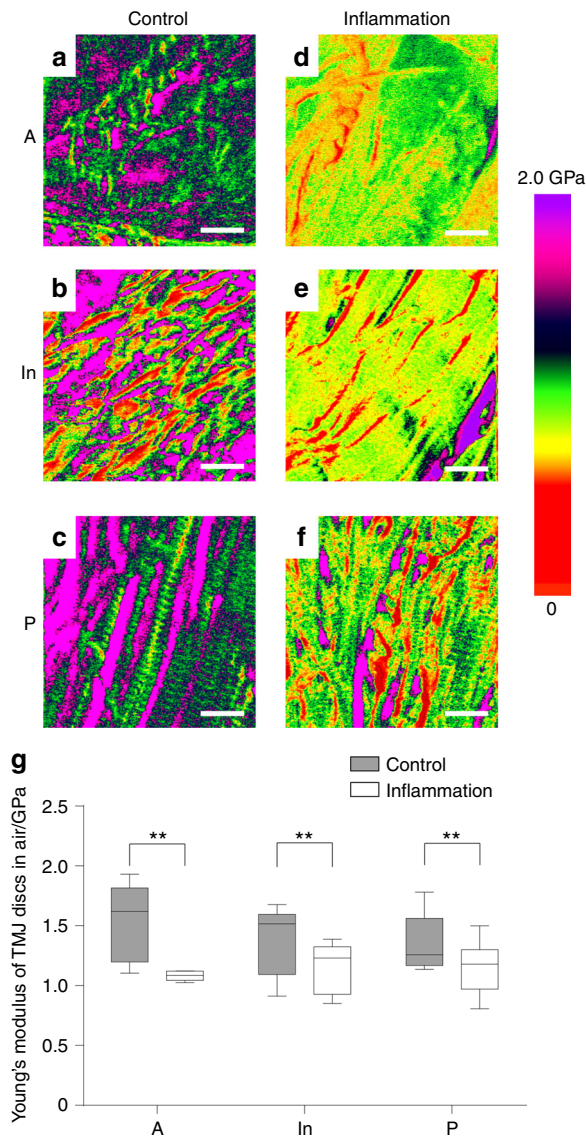 Control
Inflammation
a
d
A
2.0 GPa
b
e
In
c
f
P
0
g
Control
Inflammation
Young's modulus of TMJ discs in air/GPa
2.5
2.0
1.5
1.0
0.5
0
**
**
**
A
In
P